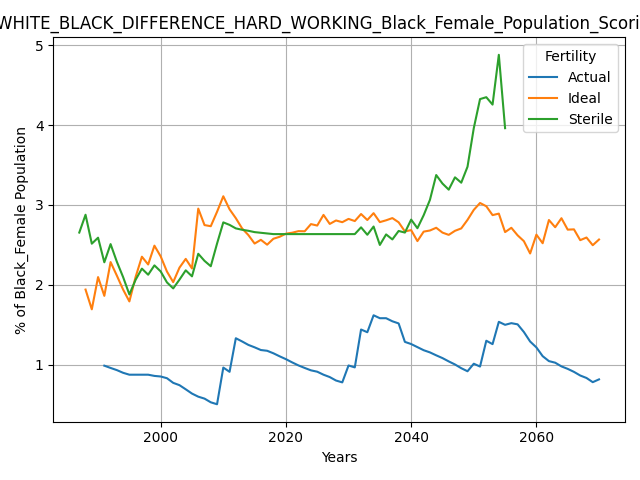 WHITE_BLACK_DIFFERENCE_HARD_WORKING_Black_Female_Population_Scori
Fertility
Actual
Ideal
Sterile
% of Black_Female Population
5
4
3
2
1
2000 2020 2040 2060
Years